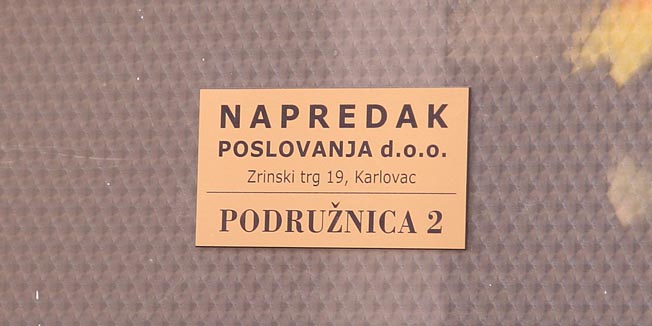 NAPREDAK
POSLOVANJA d.o.o.
Zrinski trg 19, Karlovac
PODRUŽNICA 2